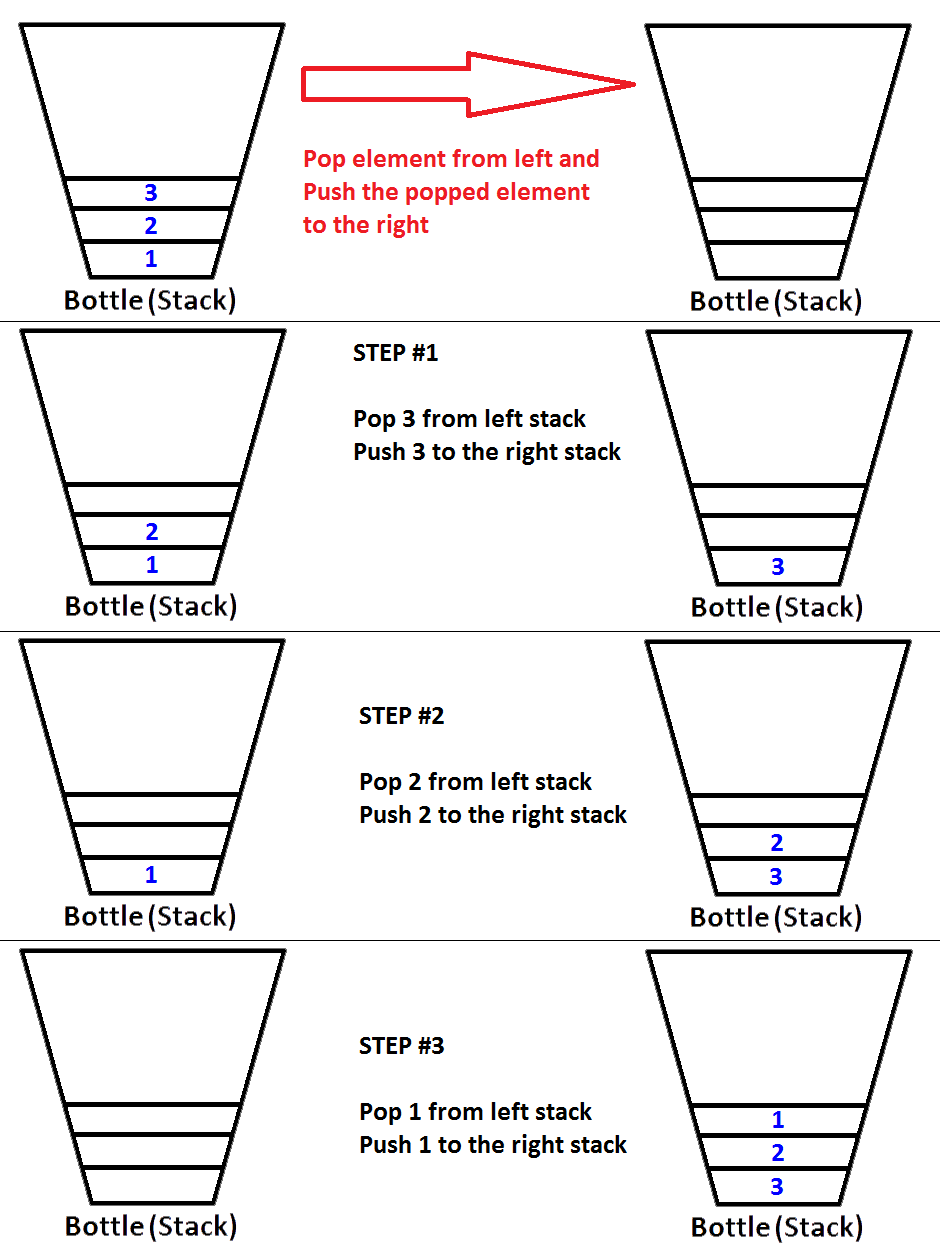 Pop element from left and
Push the popped element
to the right
3
2
1
Bottle (Stack)
Bottle (Stack)
STEP #1
Pop 3 from left stack
Push 3 to the right stack
2
1
3
Bottle (Stack)
Bottle (Stack)
STEP #2
Pop 2 from left stack
Push 2 to the right stack
1
2
3
Bottle (Stack)
Bottle (Stack)
STEP #3
Pop 1 from left stack
Push 1 to the right stack
1
2
3
Bottle (Stack)
Bottle (Stack)